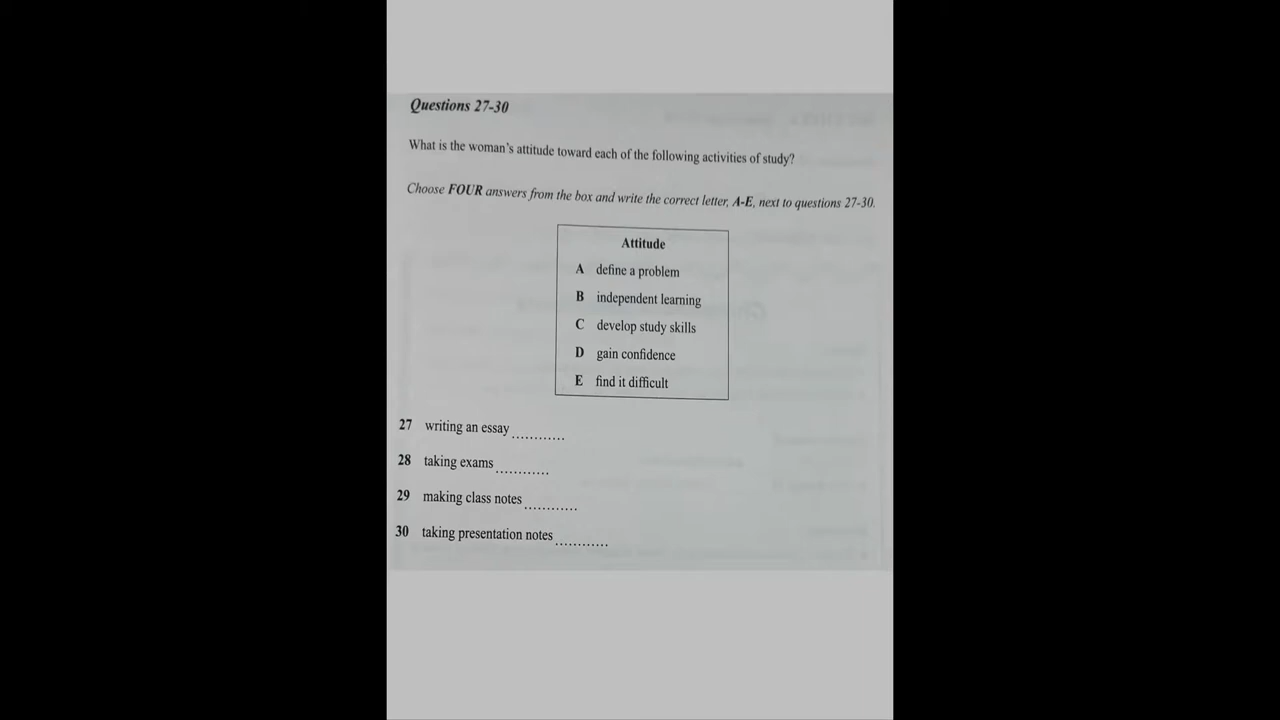 Questions 27-30
What is the woman's attitude toward each of the following activities of study?
Choose FOUR answers from the box and write the correct letter, A-E, next to questions 27-30.
Attitude
A define a problem
B independent learning
C develop study skills
D gain confidence
E find it difficult
27 writing an essay ............
28 taking exams ............
29 making class notes ............
30 taking presentation notes ............